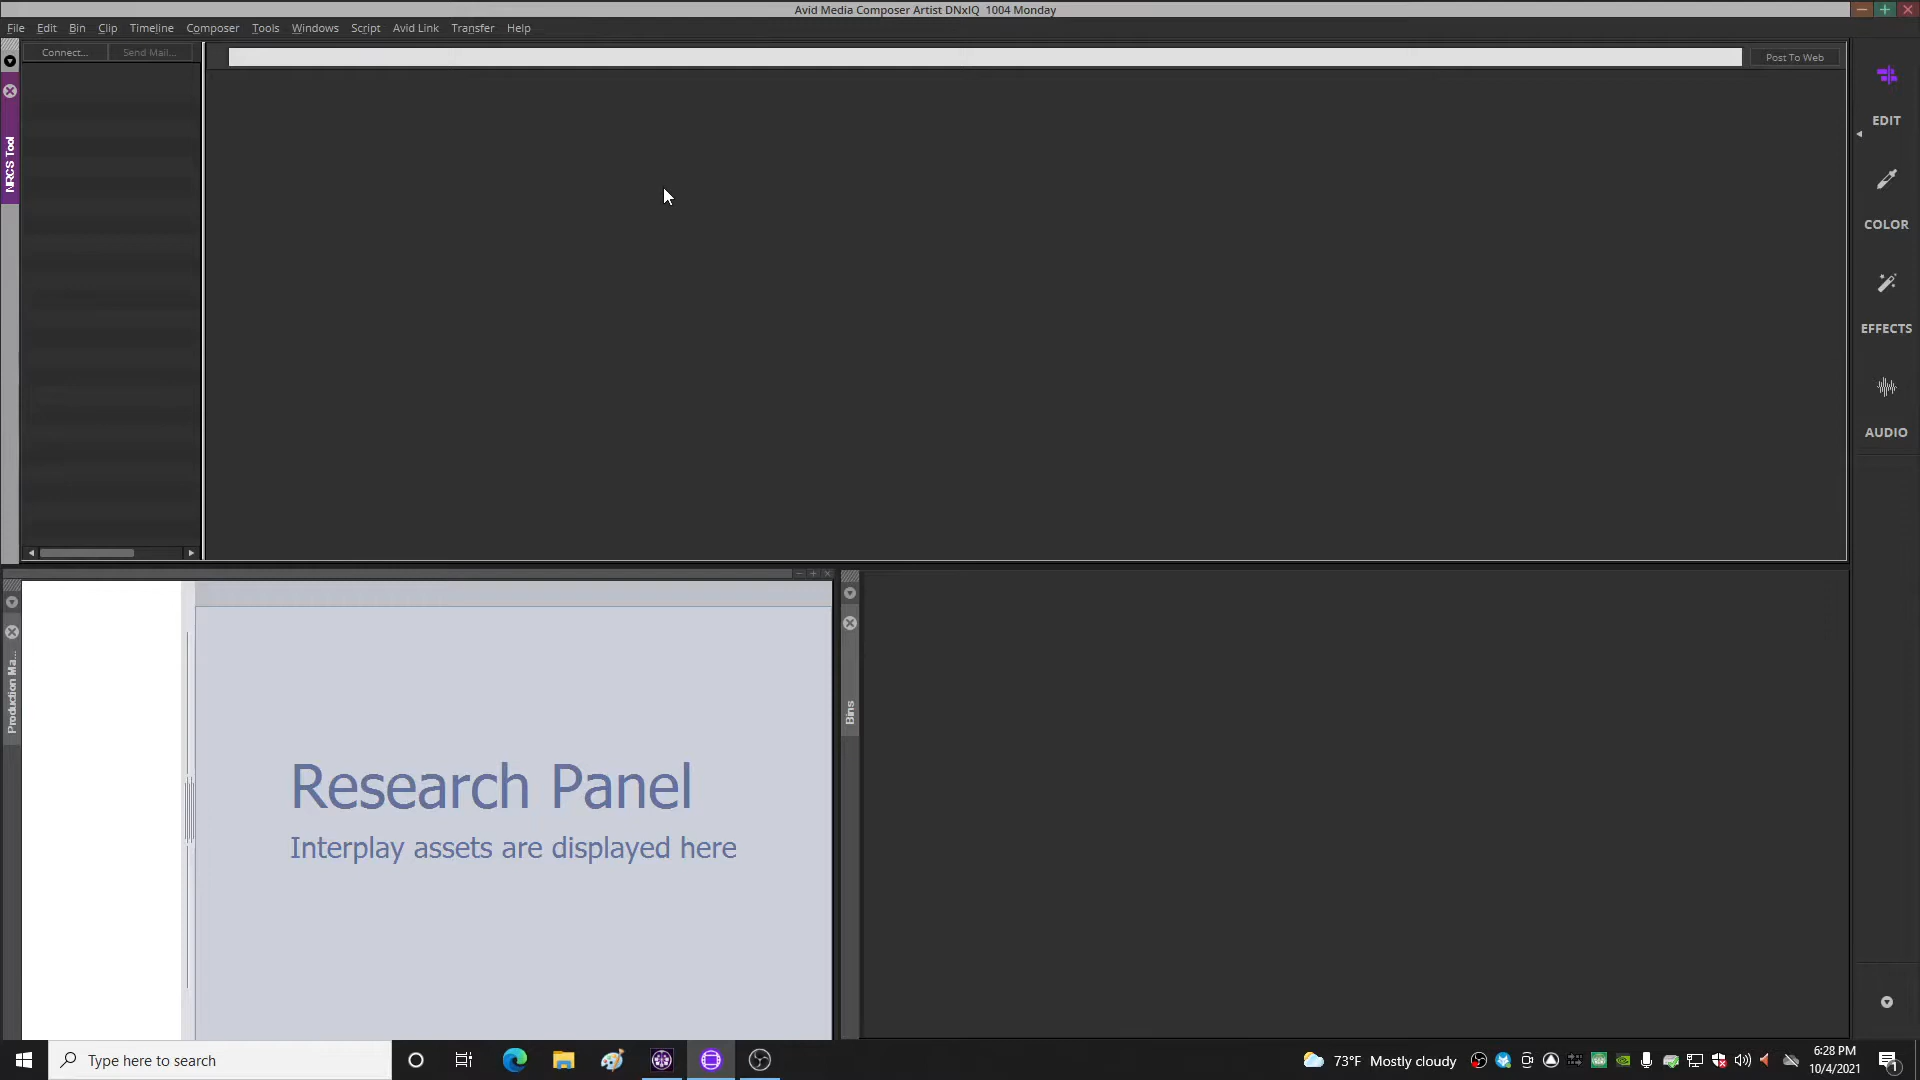 Avid Media Composer Artist DNxIQ 1004 Monday
File Edit Bin Clip Timeline Composer Tools Windows Script Avid Link Transfer Help
Connect... Send Mail...
Post To Web
NRCS Tool
EDIT
COLOR
EFFECTS
AUDIO
Production Ma...
Research Panel
Interplay assets are displayed here
Bins
Type here to search
73°F Mostly cloudy
6:28 PM
10/4/2021
1